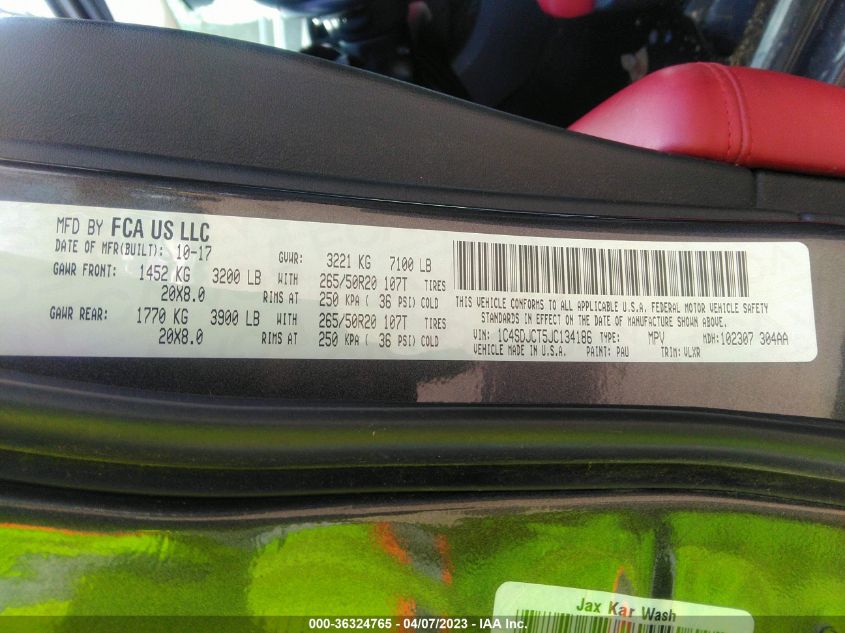 MFD BY FCA US LLC
DATE OF MFR(BUILT): 10-17 GVWR: 3221 KG 7100 LB
GAWR FRONT: 1452 KG 3200 LB WITH 265/50R20 107T TIRES
20X8.0 RIMS AT 250 KPA ( 36 PSI) COLD
GAWR REAR: 1770 KG 3900 LB WITH 265/50R20 107T TIRES
20X8.0 RIMS AT 250 KPA ( 36 PSI) COLD
THIS VEHICLE CONFORMS TO ALL APPLICABLE U.S.A. FEDERAL MOTOR VEHICLE SAFETY
STANDARDS IN EFFECT ON THE DATE OF MANUFACTURE SHOWN ABOVE.
VIN: 1C4SDJCT5JC134186 TYPE: MPV MDH:102307 304AA
VEHICLE MADE IN U.S.A. PAINT: PAU TRIM: VLXR
Jax Kar Wash
000-36324765 - 04/07/2023 - IAA Inc.